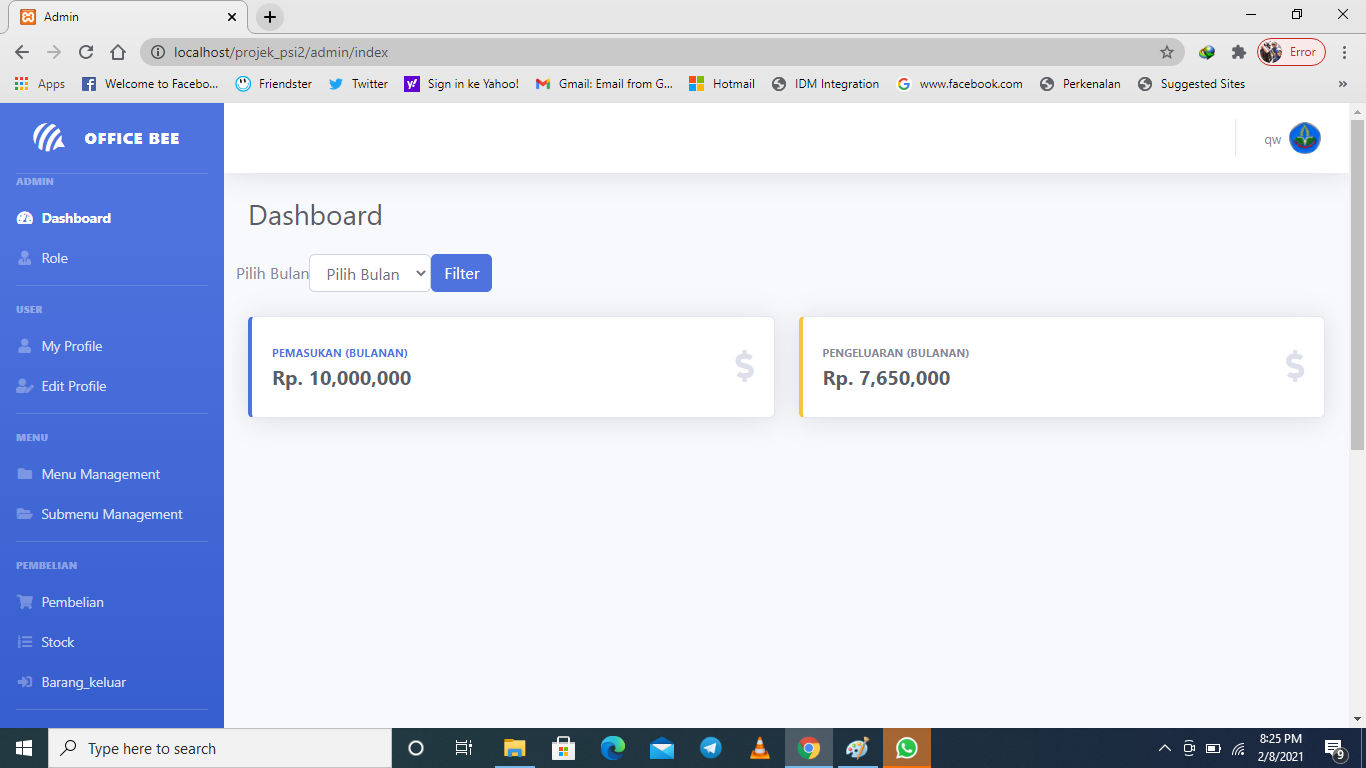 Admin
localhost/projek_psi2/admin/index
Error
Apps
Welcome to Facebo...
Friendster
Twitter
Sign in ke Yahoo!
Gmail: Email from G...
Hotmail
IDM Integration
www.facebook.com
Perkenalan
Suggested Sites
»
OFFICE BEE
qw
ADMIN
Dashboard
Role
USER
My Profile
Edit Profile
MENU
Menu Management
Submenu Management
PEMBELIAN
Pembelian
Stock
Barang_keluar
Dashboard
Pilih Bulan
Pilih Bulan
Filter
PEMASUKAN (BULANAN)
Rp. 10,000,000
$
PENGELUARAN (BULANAN)
Rp. 7,650,000
$
Type here to search
8:25 PM
2/8/2021
9